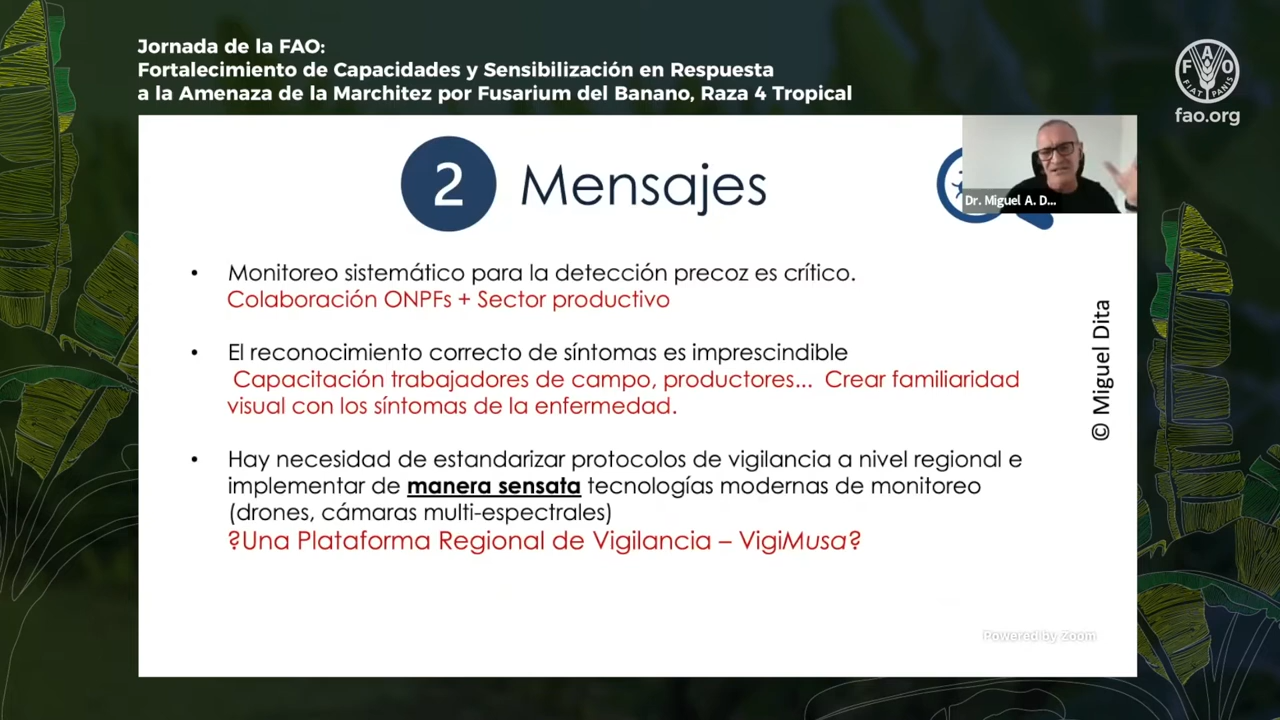 Jornada de la FAO:
Fortalecimiento de Capacidades y Sensibilización en Respuesta
a la Amenaza de la Marchitez por Fusarium del Banano, Raza 4 Tropical
FAO
FIAT PANIS
fao.org
2 Mensajes
Dr. Miguel A. D...
• Monitoreo sistemático para la detección precoz es crítico.
Colaboración ONPFs + Sector productivo
• El reconocimiento correcto de síntomas es imprescindible
Capacitación trabajadores de campo, productores... Crear familiaridad
visual con los síntomas de la enfermedad.
• Hay necesidad de estandarizar protocolos de vigilancia a nivel regional e
implementar de manera sensata tecnologías modernas de monitoreo
(drones, cámaras multi-espectrales)
?Una Plataforma Regional de Vigilancia – VigiMusa?
© Miguel Dita
Powered by Zoom